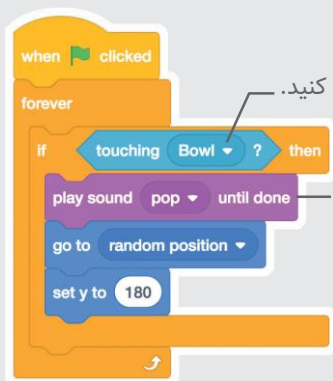 when clicked
کنید.
forever
if touching Bowl ? then
play sound pop until done
go to random position
set y to 180